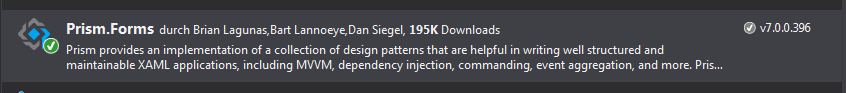 Prism.Forms durch Brian Lagunas,Bart Lannoeye,Dan Siegel, 195K Downloads v7.0.0.396
Prism provides an implementation of a collection of design patterns that are helpful in writing well structured and
maintainable XAML applications, including MVVM, dependency injection, commanding, event aggregation, and more. Pris...